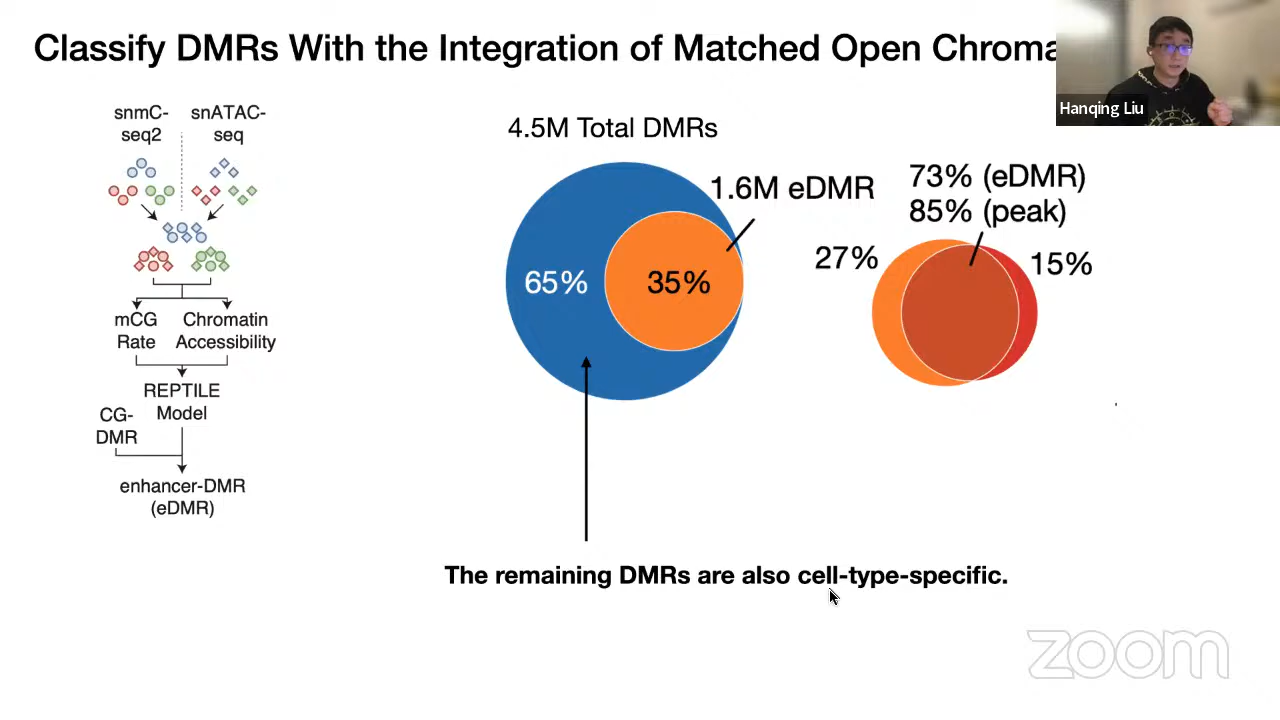 Classify DMRs With the Integration of Matched Open Chroma
Hanqing Liu
snmC-
seq2
snATAC-
seq
mCG
Rate
Chromatin
Accessibility
REPTILE
Model
CG-
DMR
enhancer-DMR
(eDMR)
4.5M Total DMRs
1.6M eDMR
65%
35%
73% (eDMR)
85% (peak)
27%
15%
The remaining DMRs are also cell-type-specific.
zoom